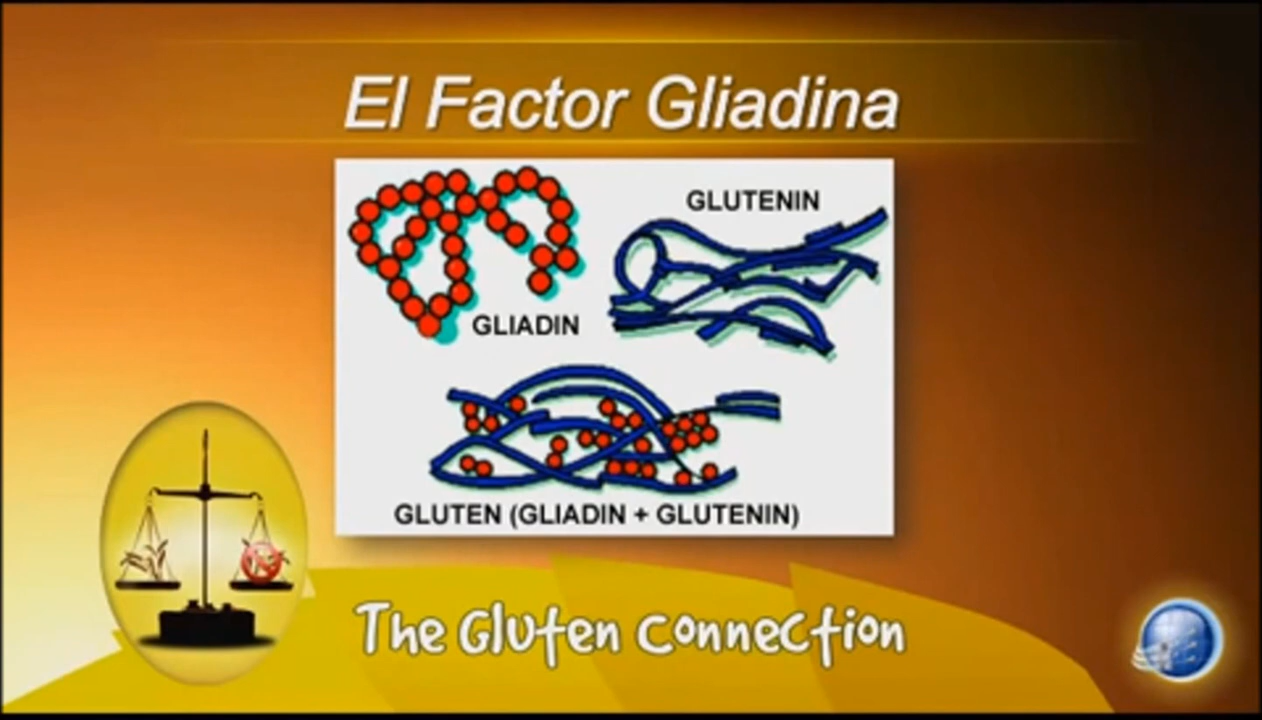 El Factor Gliadina
GLUTENIN
GLIADIN
GLUTEN (GLIADIN + GLUTENIN)
The Gluten Connection